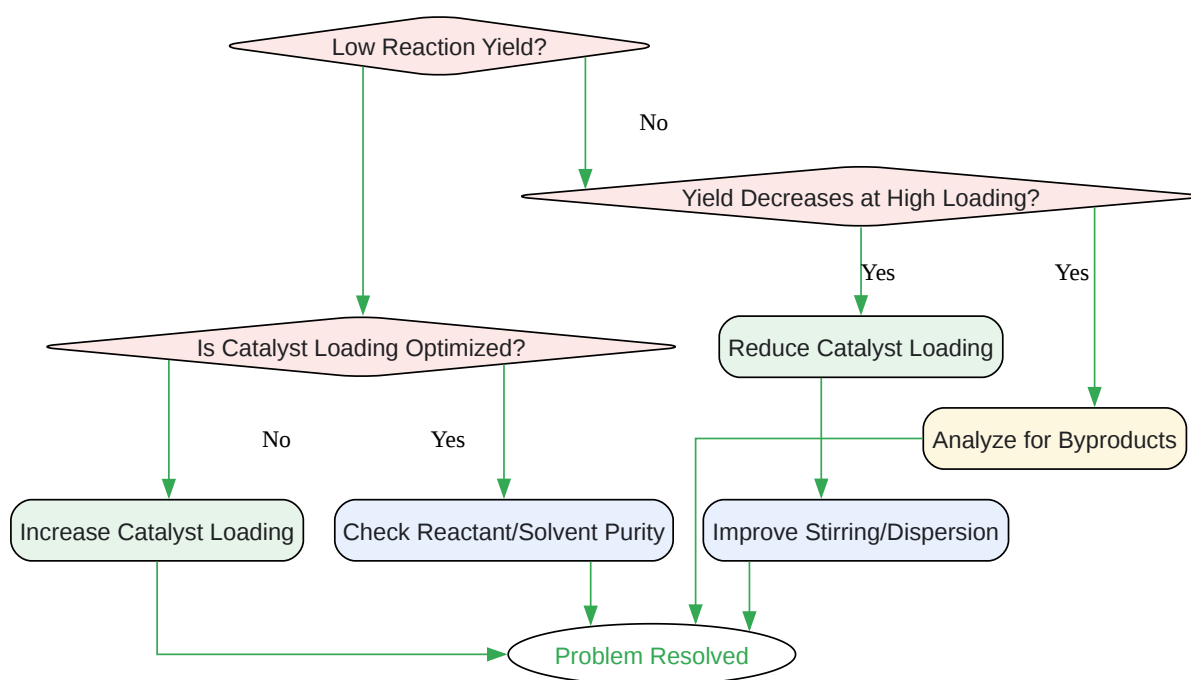 Low Reaction Yield?
No
Yield Decreases at High Loading?
Yes
Yes
Is Catalyst Loading Optimized?
Reduce Catalyst Loading
No
Yes
Analyze for Byproducts
Increase Catalyst Loading
Check Reactant/Solvent Purity
Improve Stirring/Dispersion
Problem Resolved